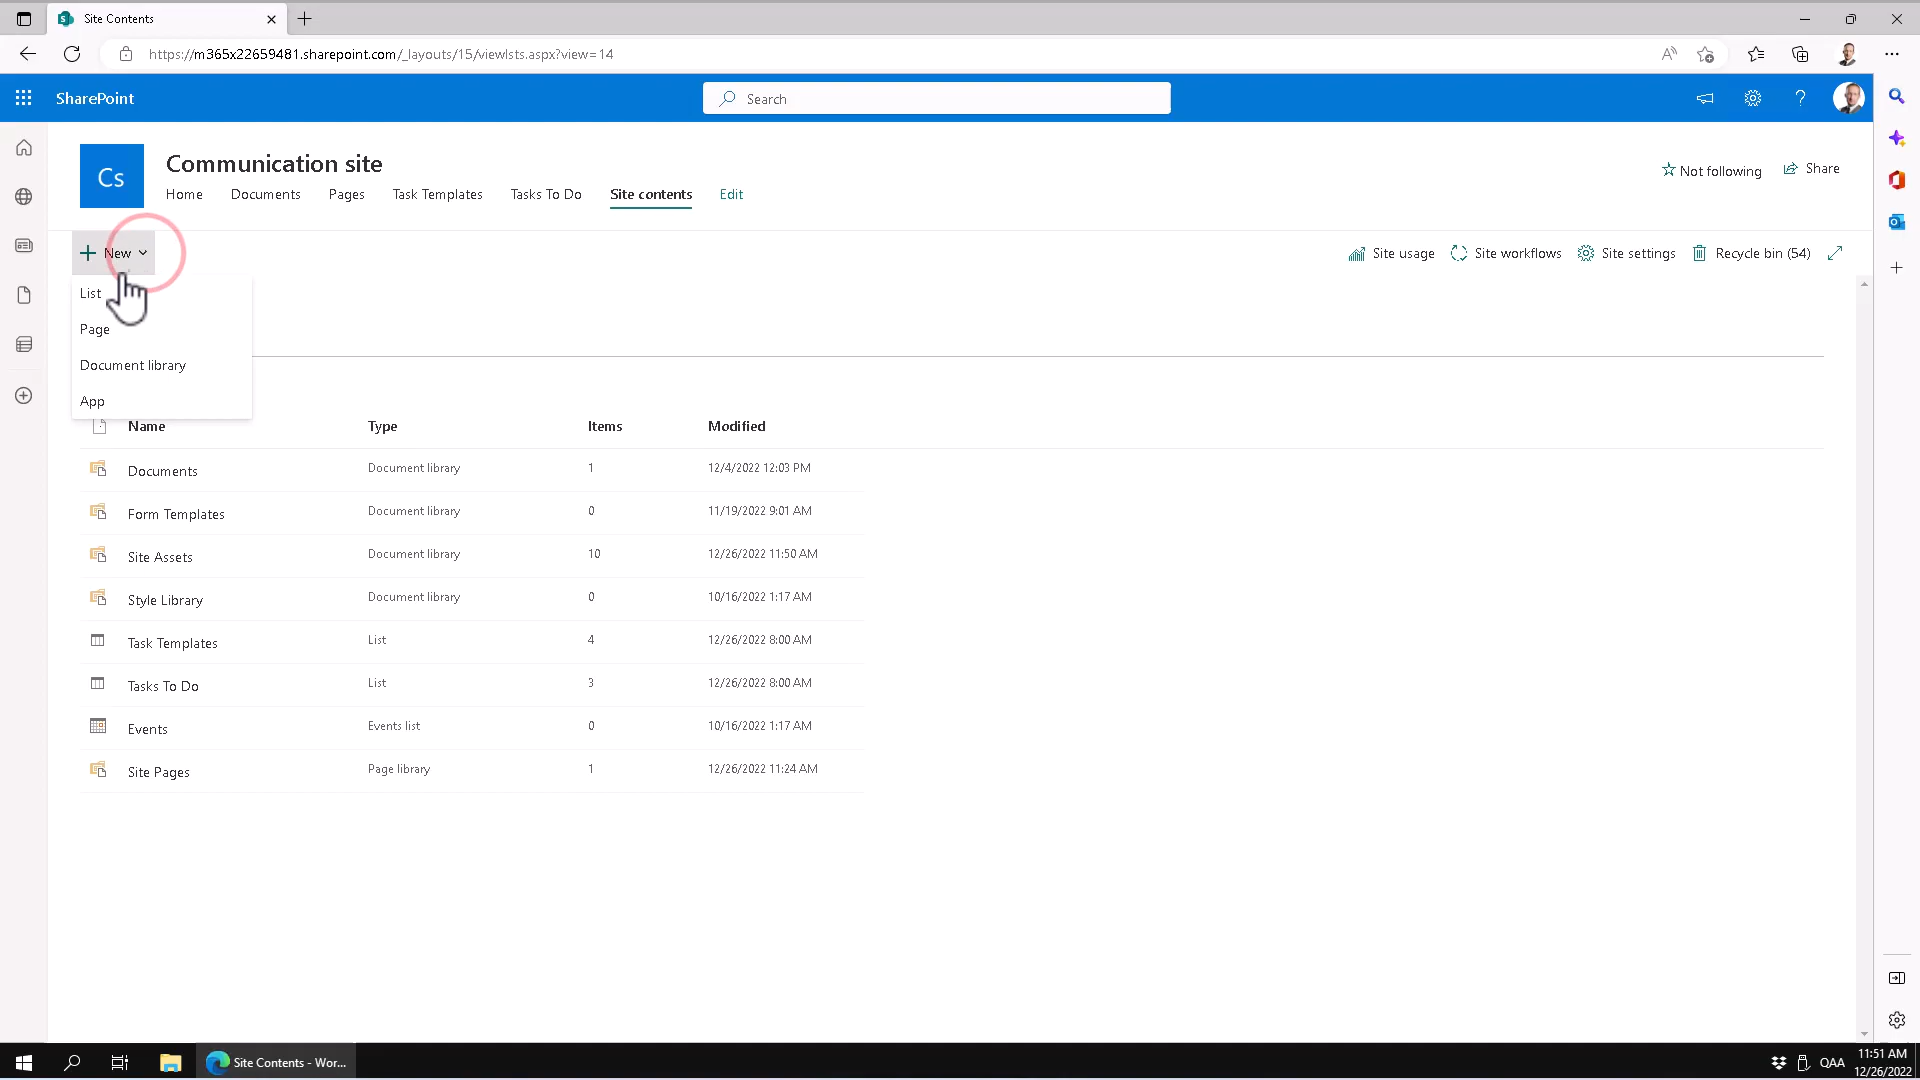 Site Contents
https://m365x22659481.sharepoint.com/_layouts/15/viewlsts.aspx?view=14
SharePoint
Search
Cs
Communication site
Home Documents Pages Task Templates Tasks To Do Site contents Edit
Not following Share
New
Site usage Site workflows Site settings Recycle bin (54)
List
Page
Document library
App
Name Type Items Modified
Documents Document library 1 12/4/2022 12:03 PM
Form Templates Document library 0 11/19/2022 9:01 AM
Site Assets Document library 10 12/26/2022 11:50 AM
Style Library Document library 0 10/16/2022 1:17 AM
Task Templates List 4 12/26/2022 8:00 AM
Tasks To Do List 3 12/26/2022 8:00 AM
Events Events list 0 10/16/2022 1:17 AM
Site Pages Page library 1 12/26/2022 11:24 AM
Site Contents - Wor...
QAA
11:51 AM
12/26/2022